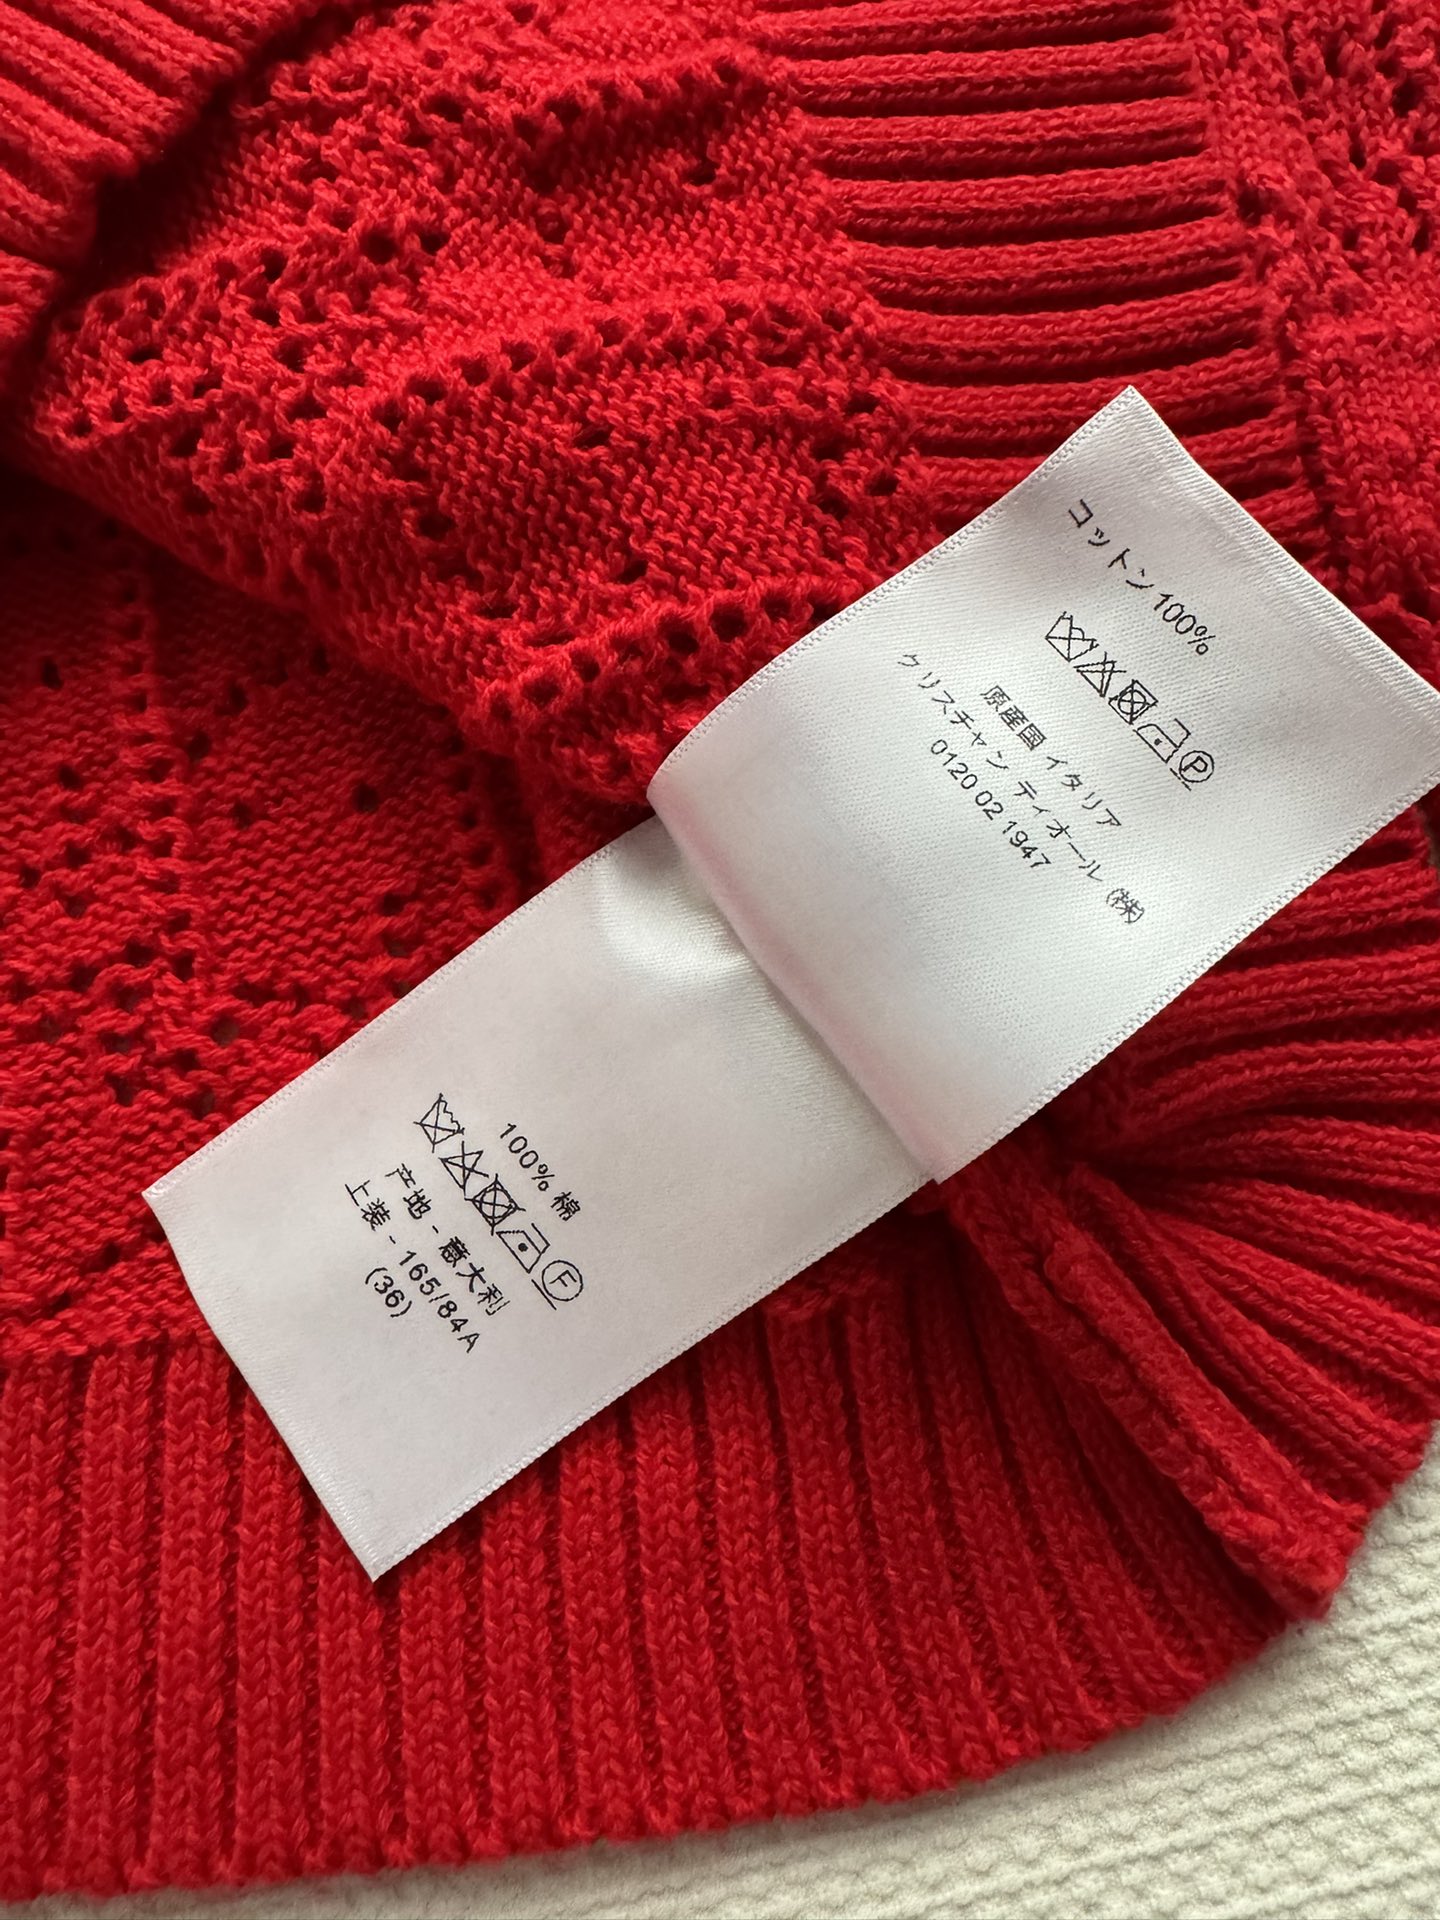 コットン100%
P
原産国 イタリア
クリスチャン ディオール (株)
0120 02 1947
100% 棉
F
产地 - 意大利
上装 - 165/84A
(36)